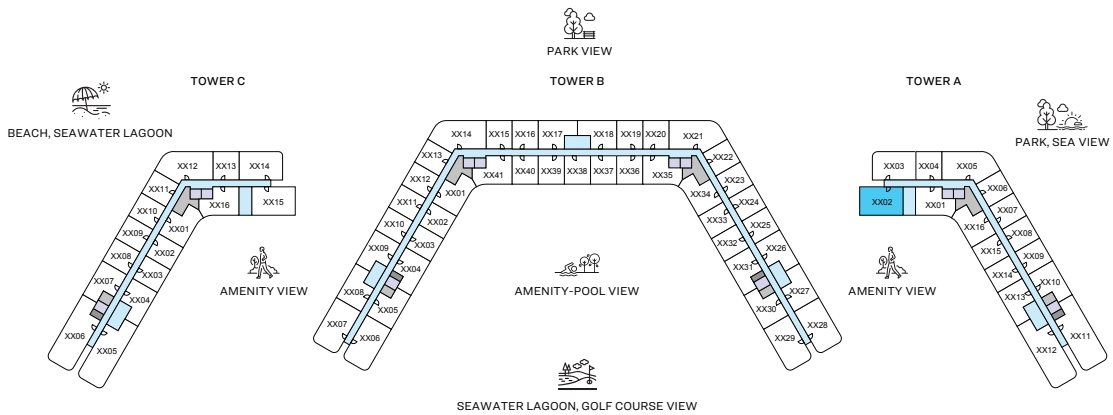 PARK VIEW
TOWER C
TOWER B
TOWER A
BEACH, SEAWATER LAGOON
PARK, SEA VIEW
XX12
XX13
XX14
XX11
XX10
XX09
XX08
XX07
XX06
XX05
XX04
XX03
XX02
XX01
XX16
XX15
AMENITY VIEW
XX14
XX15
XX16
XX17
XX18
XX19
XX20
XX21
XX13
XX12
XX11
XX10
XX09
XX08
XX07
XX06
XX05
XX04
XX03
XX02
XX01
XX41
XX40
XX39
XX38
XX37
XX36
XX35
XX34
XX33
XX32
XX31
XX30
XX29
XX28
XX27
XX26
XX25
XX24
XX23
XX22
AMENITY-POOL VIEW
XX03
XX04
XX05
XX02
XX01
XX06
XX07
XX08
XX09
XX10
XX11
XX12
XX13
XX14
XX15
XX16
AMENITY VIEW
SEAWATER LAGOON, GOLF COURSE VIEW